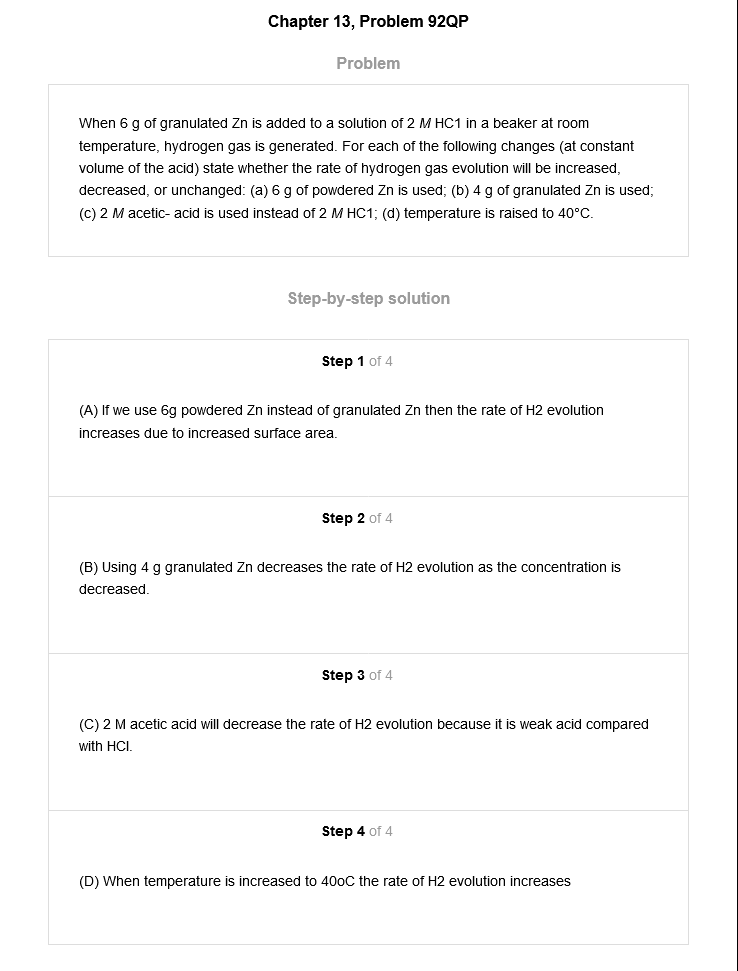 Chapter 13, Problem 92QP
Problem
When 6 g of granulated Zn is added to a solution of 2 M HC1 in a beaker at room
temperature, hydrogen gas is generated. For each of the following changes (at constant
volume of the acid) state whether the rate of hydrogen gas evolution will be increased,
decreased, or unchanged: (a) 6 g of powdered Zn is used; (b) 4 g of granulated Zn is used;
(c) 2 M acetic- acid is used instead of 2 M HC1; (d) temperature is raised to 40°C.
Step-by-step solution
Step 1 of 4
(A) If we use 6g powdered Zn instead of granulated Zn then the rate of H2 evolution
increases due to increased surface area.
Step 2 of 4
(B) Using 4 g granulated Zn decreases the rate of H2 evolution as the concentration is
decreased.
Step 3 of 4
(C) 2 M acetic acid will decrease the rate of H2 evolution because it is weak acid compared
with HCl.
Step 4 of 4
(D) When temperature is increased to 40oC the rate of H2 evolution increases